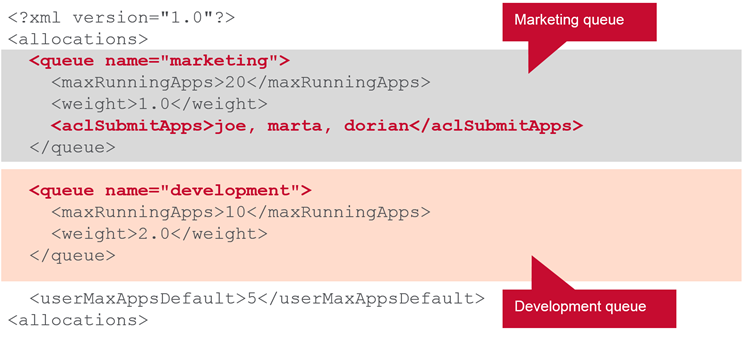 <?xml version="1.0"?>
Marketing queue
<allocations>
<queue name="marketing">
<maxRunningApps>20</maxRunningApps>
<weight>1.0</weight>
<aclSubmitApps>joe, marta, dorian</aclSubmitApps>
</queue>
<queue name="development">
<maxRunningApps>10</maxRunningApps>
<weight>2.0</weight>
</queue>
<userMaxAppsDefault>5</userMaxAppsDefault>
Development queue
<allocations>